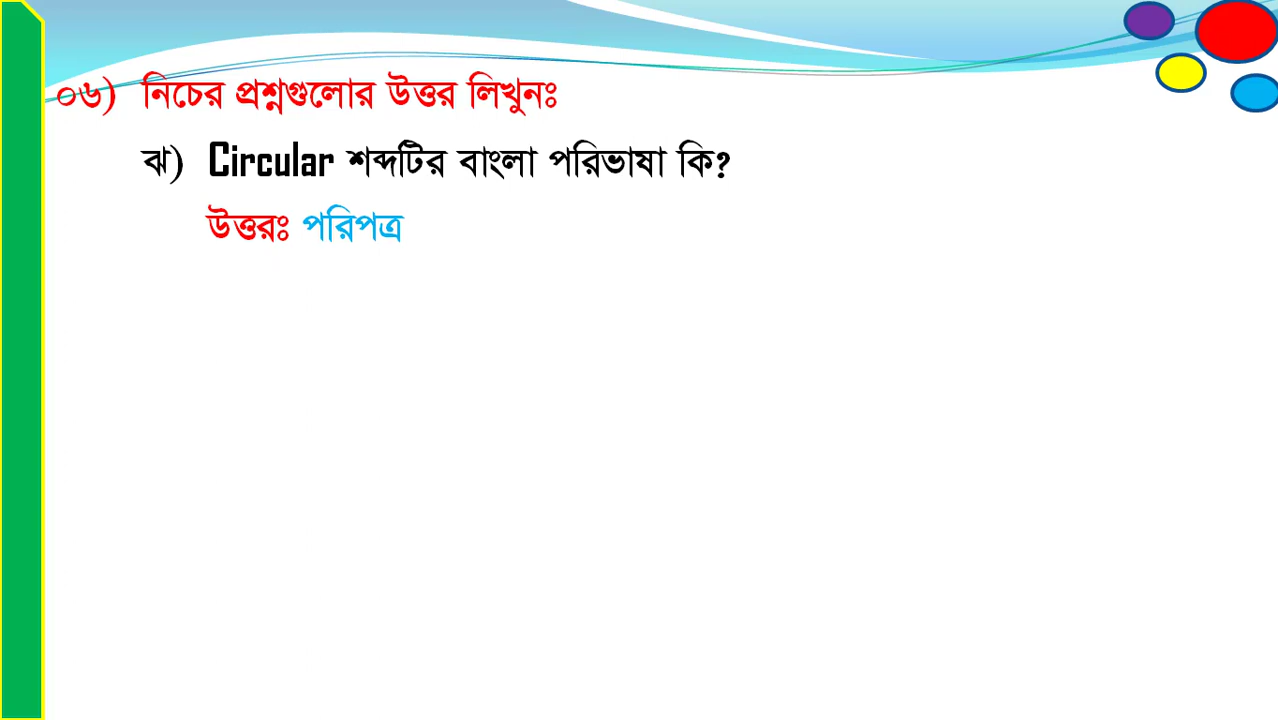 ০৬) নিচের প্রশ্নগুলোর উত্তর লিখুনঃ
ঝ) Circular শব্দটির বাংলা পরিভাষা কি?
উত্তরঃ পরিপত্র